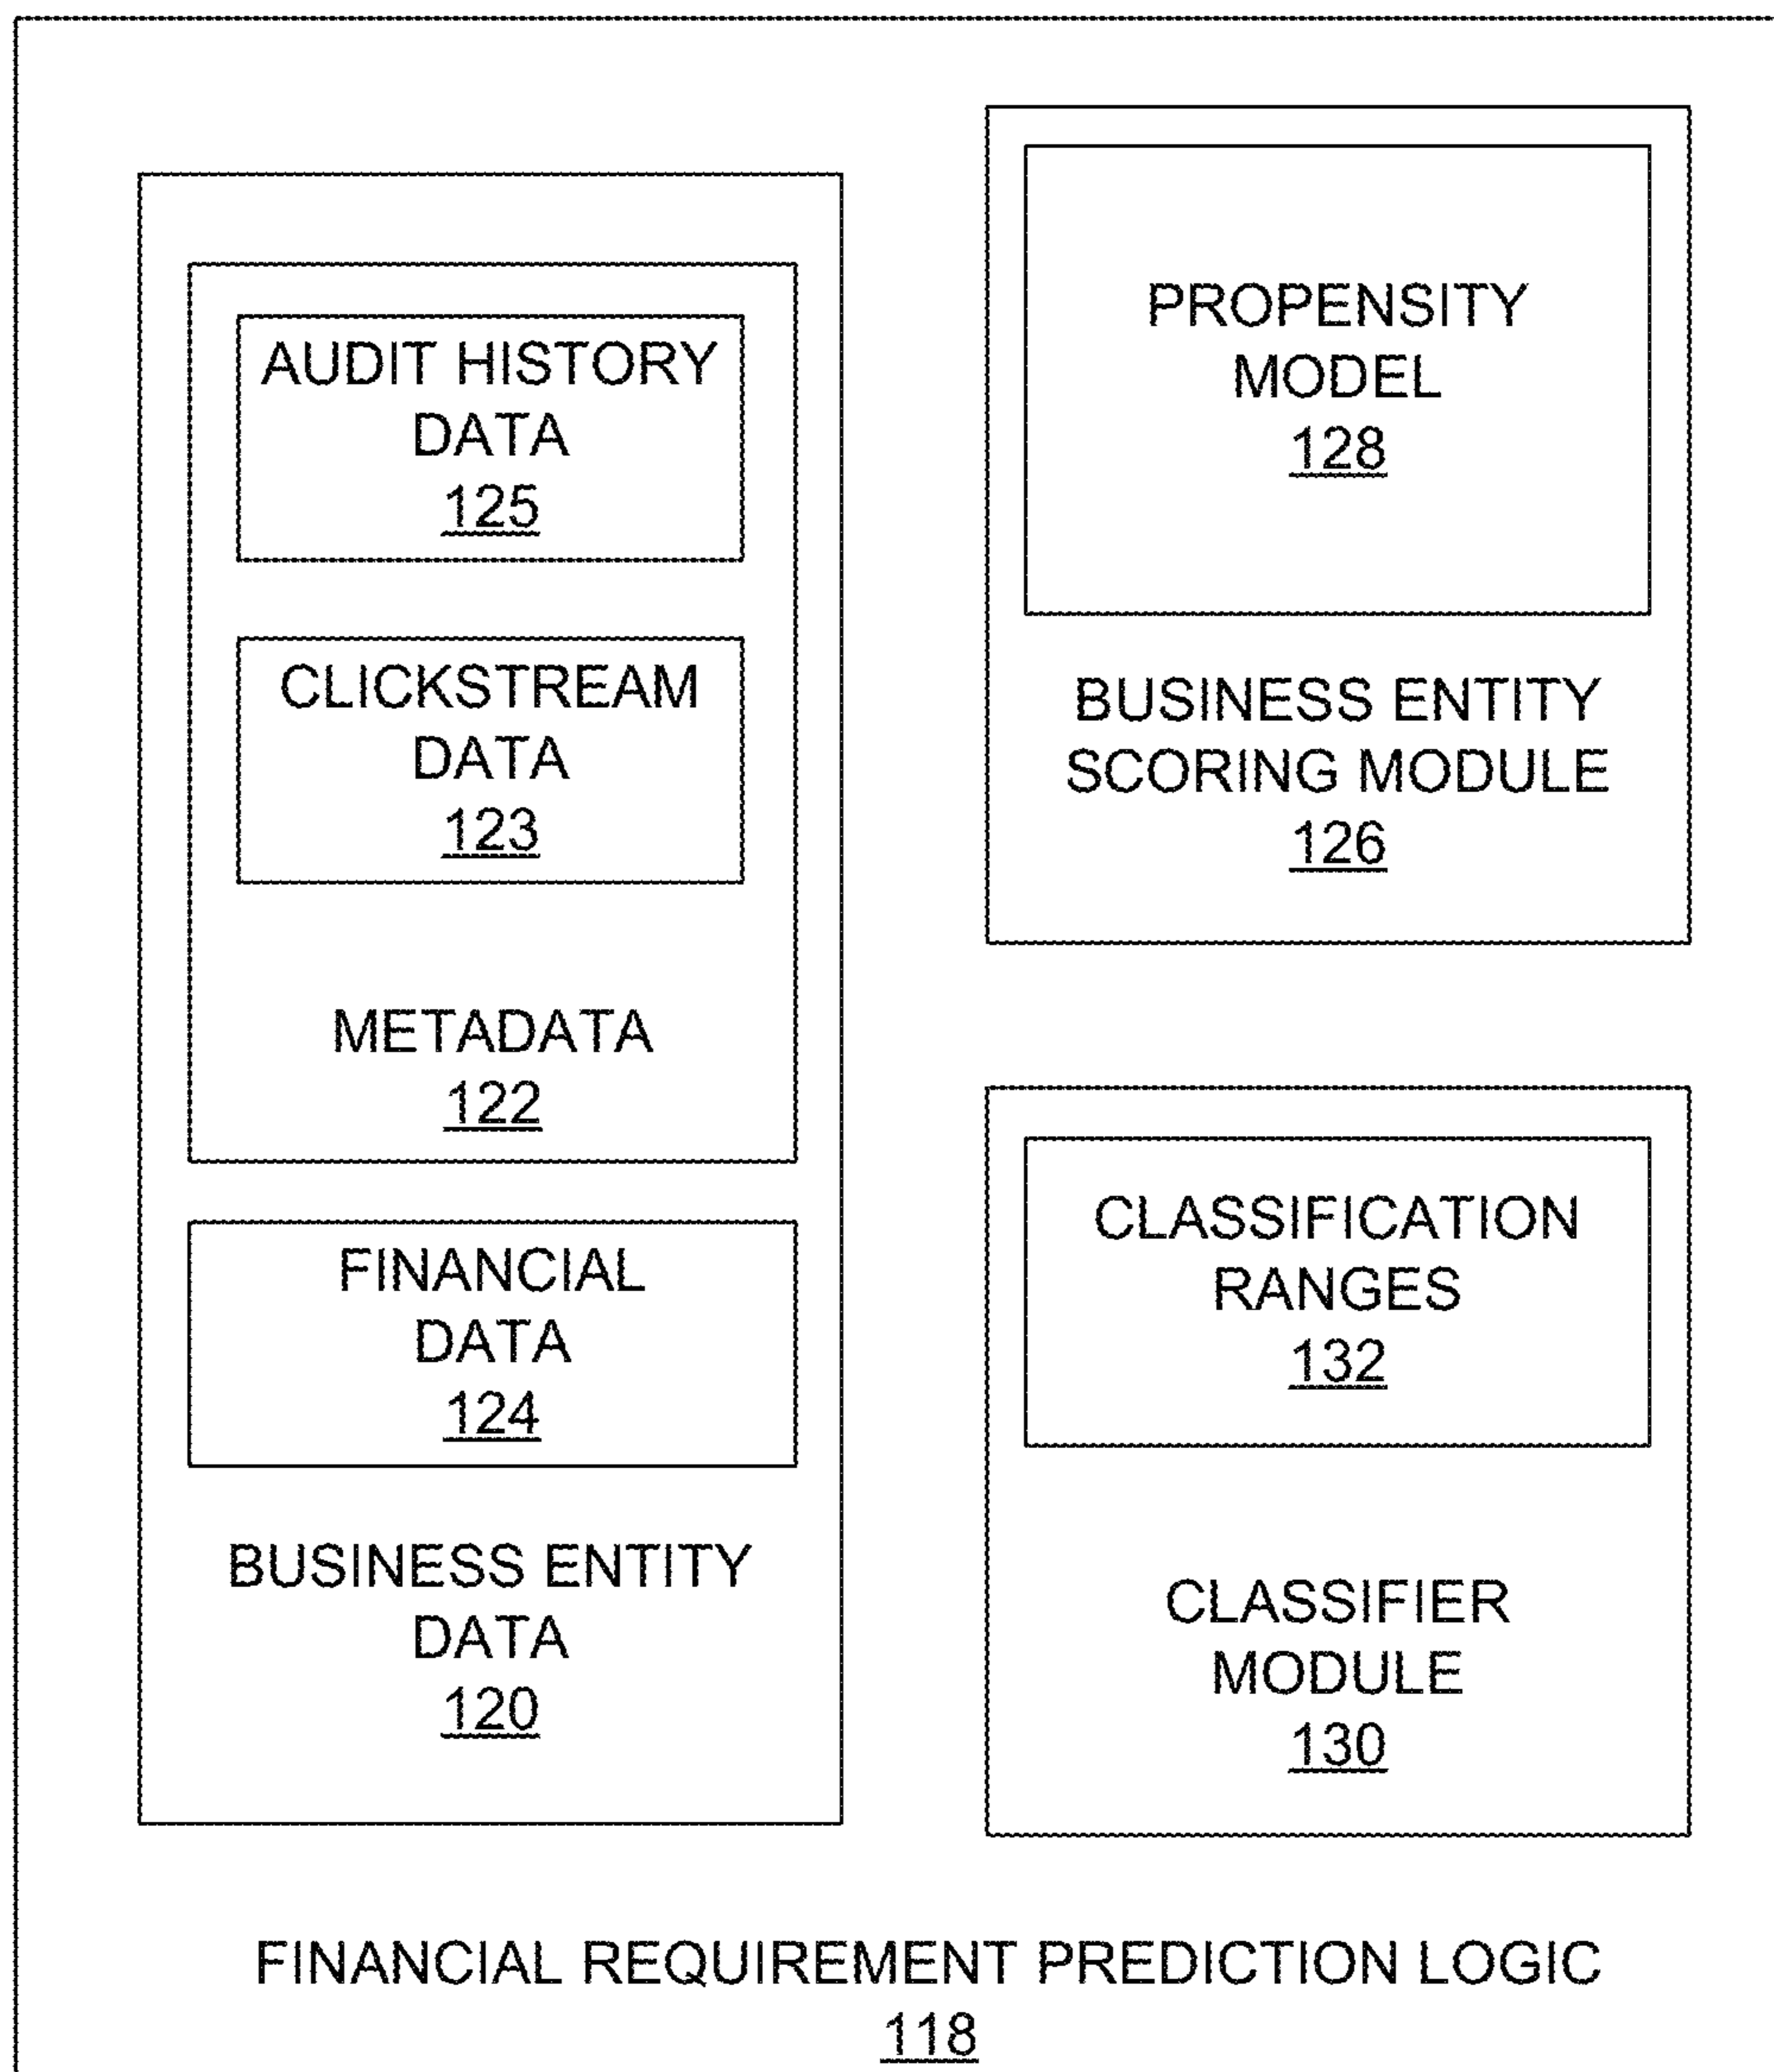 AUDIT HISTORY
DATA
125
CLICKSTREAM
DATA
123
METADATA
122
FINANCIAL
DATA
124
BUSINESS ENTITY
DATA
120
PROPENSITY
MODEL
128
BUSINESS ENTITY
SCORING MODULE
126
CLASSIFICATION
RANGES
132
CLASSIFIER
MODULE
130
FINANCIAL REQUIREMENT PREDICTION LOGIC
118